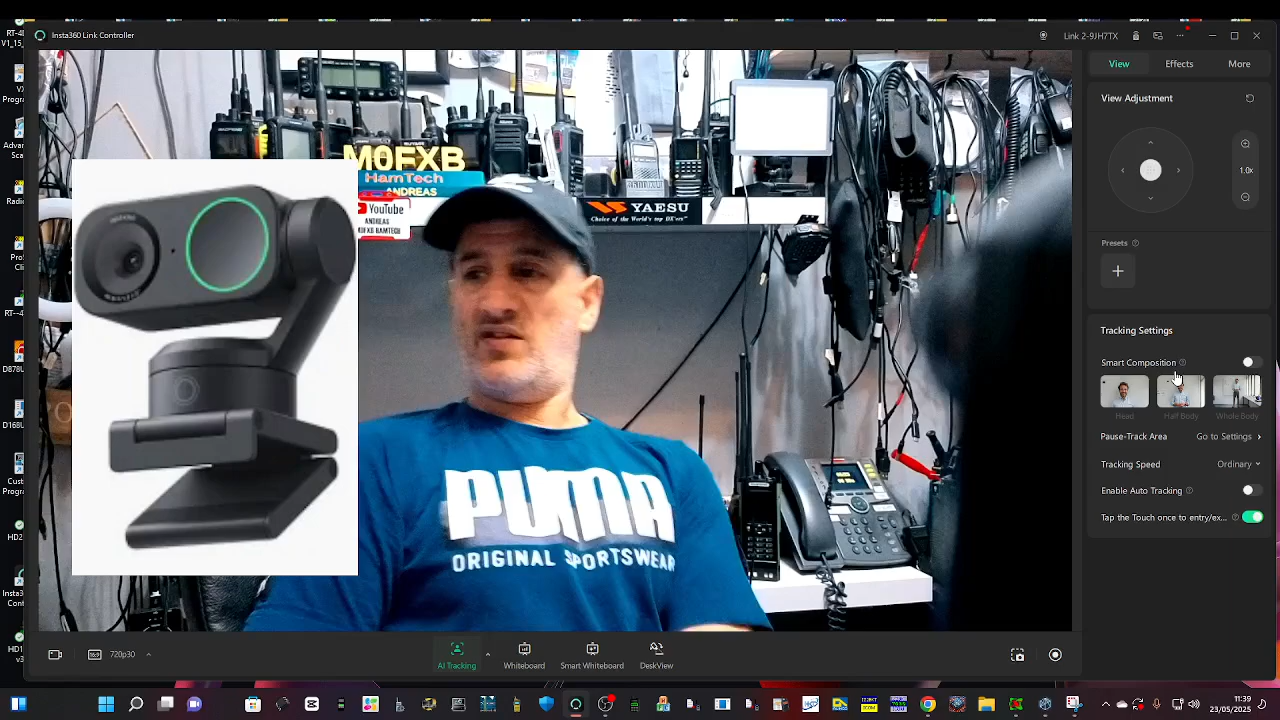 Insta360 Link Controller
Link 2-9JH7YX
View
Effects
More
View Adjustment
Presets
Tracking Settings
Smart Composition
Head
Half Body
Whole Body
Pause-Track Area
Go to Settings
Tracking Speed
Ordinary
Enable Auto Tracking
Tap the Touch once to entry/ex...
YAESU
M0FXB
HamTech
ANDREAS
YouTube
ANDREAS
M0FXB HAMTECH
YAESU
Choice of the World's top DX'ers
PUMA
ORIGINAL SPORTSWEAR
720p30
AI Tracking
Whiteboard
Smart Whiteboard
DeskView
11:39
23/05/2025